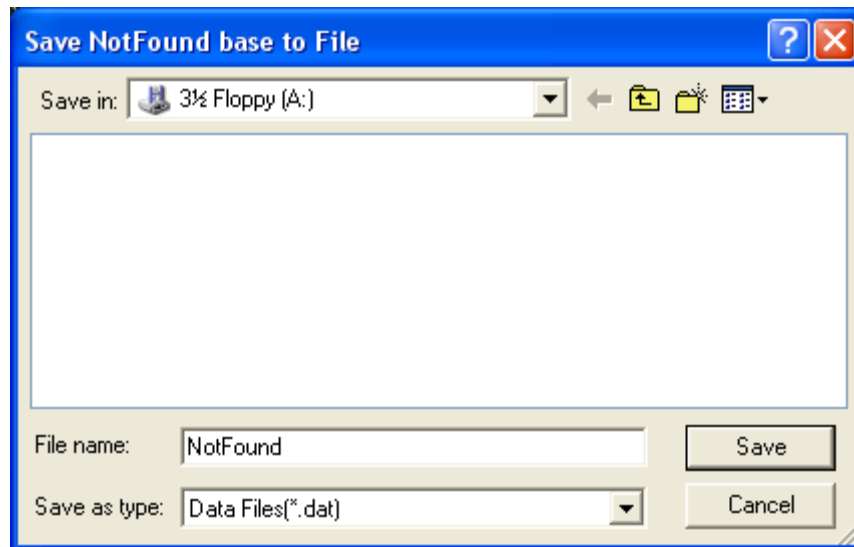 Save NotFound base to File
Save in: 3½ Floppy (A:)
File name: NotFound
Save
Save as type: Data Files(*.dat)
Cancel